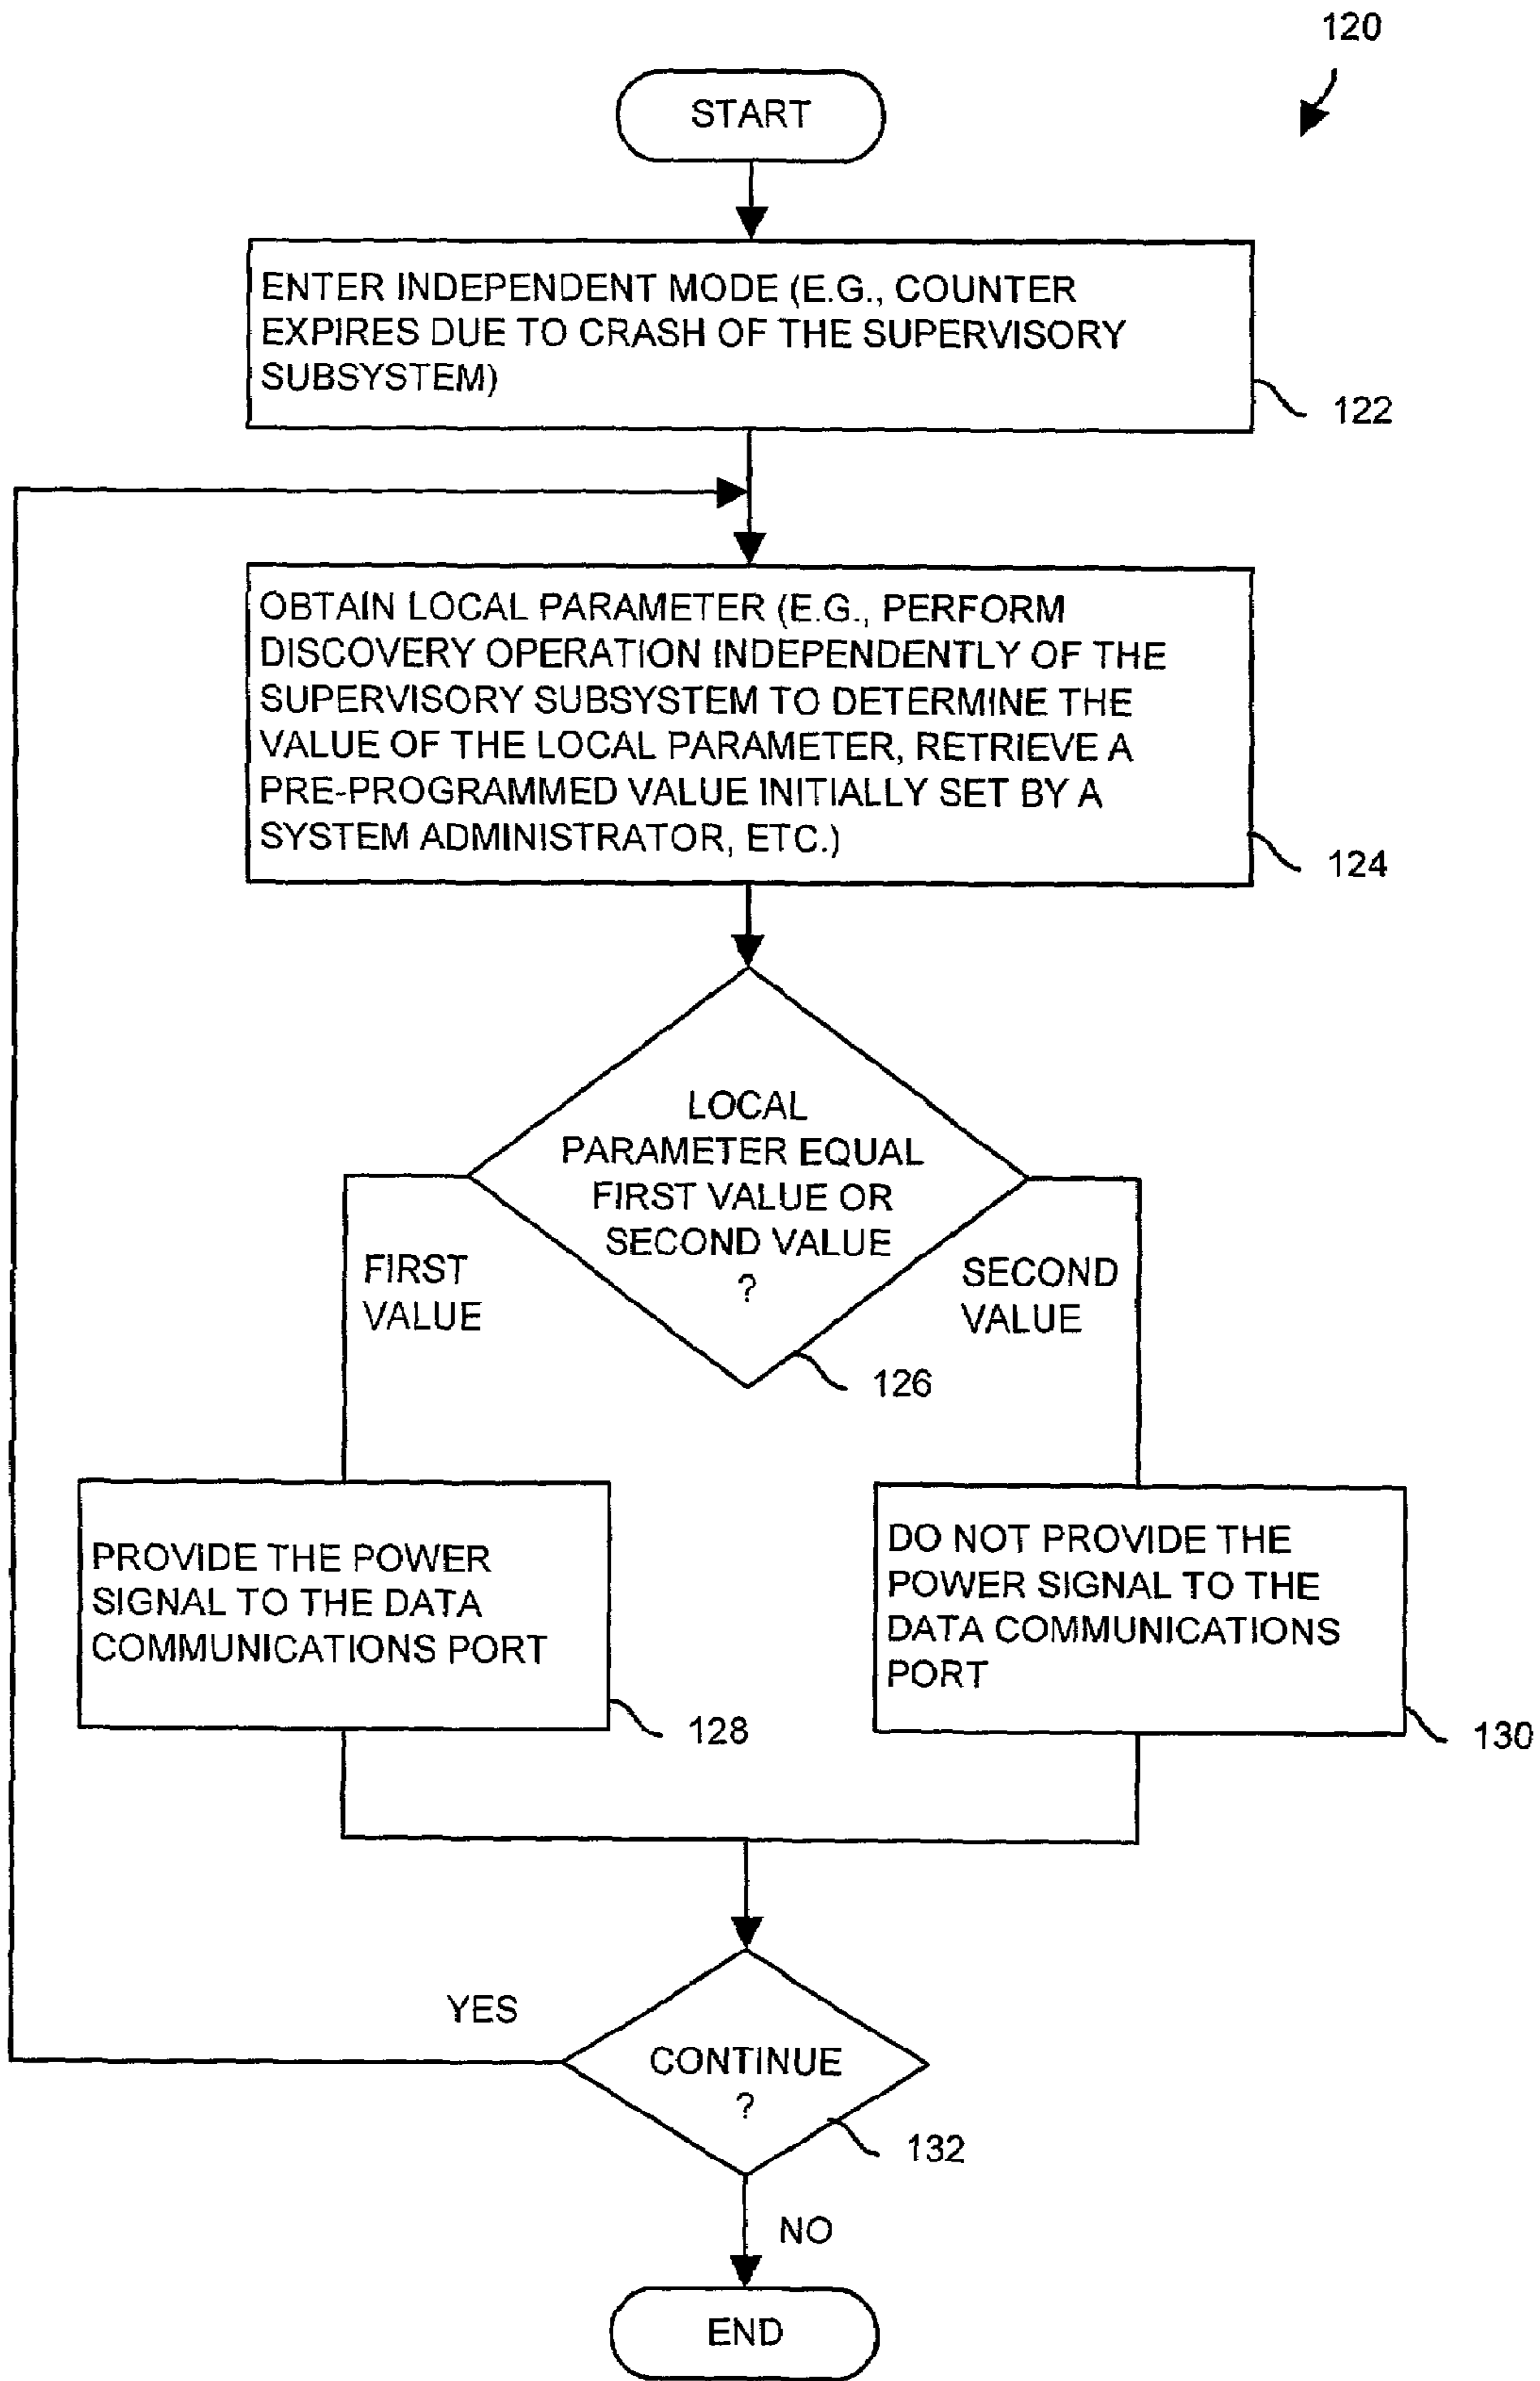 120
START
ENTER INDEPENDENT MODE (E.G., COUNTER
EXPIRES DUE TO CRASH OF THE SUPERVISORY
SUBSYSTEM)
122
OBTAIN LOCAL PARAMETER (E.G., PERFORM
DISCOVERY OPERATION INDEPENDENTLY OF THE
SUPERVISORY SUBSYSTEM TO DETERMINE THE
VALUE OF THE LOCAL PARAMETER, RETRIEVE A
PRE-PROGRAMMED VALUE INITIALLY SET BY A
SYSTEM ADMINISTRATOR, ETC.)
124
LOCAL
PARAMETER EQUAL
FIRST VALUE OR
SECOND VALUE
?
126
FIRST
VALUE
SECOND
VALUE
PROVIDE THE POWER
SIGNAL TO THE DATA
COMMUNICATIONS PORT
128
DO NOT PROVIDE THE
POWER SIGNAL TO THE
DATA COMMUNICATIONS
PORT
130
YES
CONTINUE
?
132
NO
END